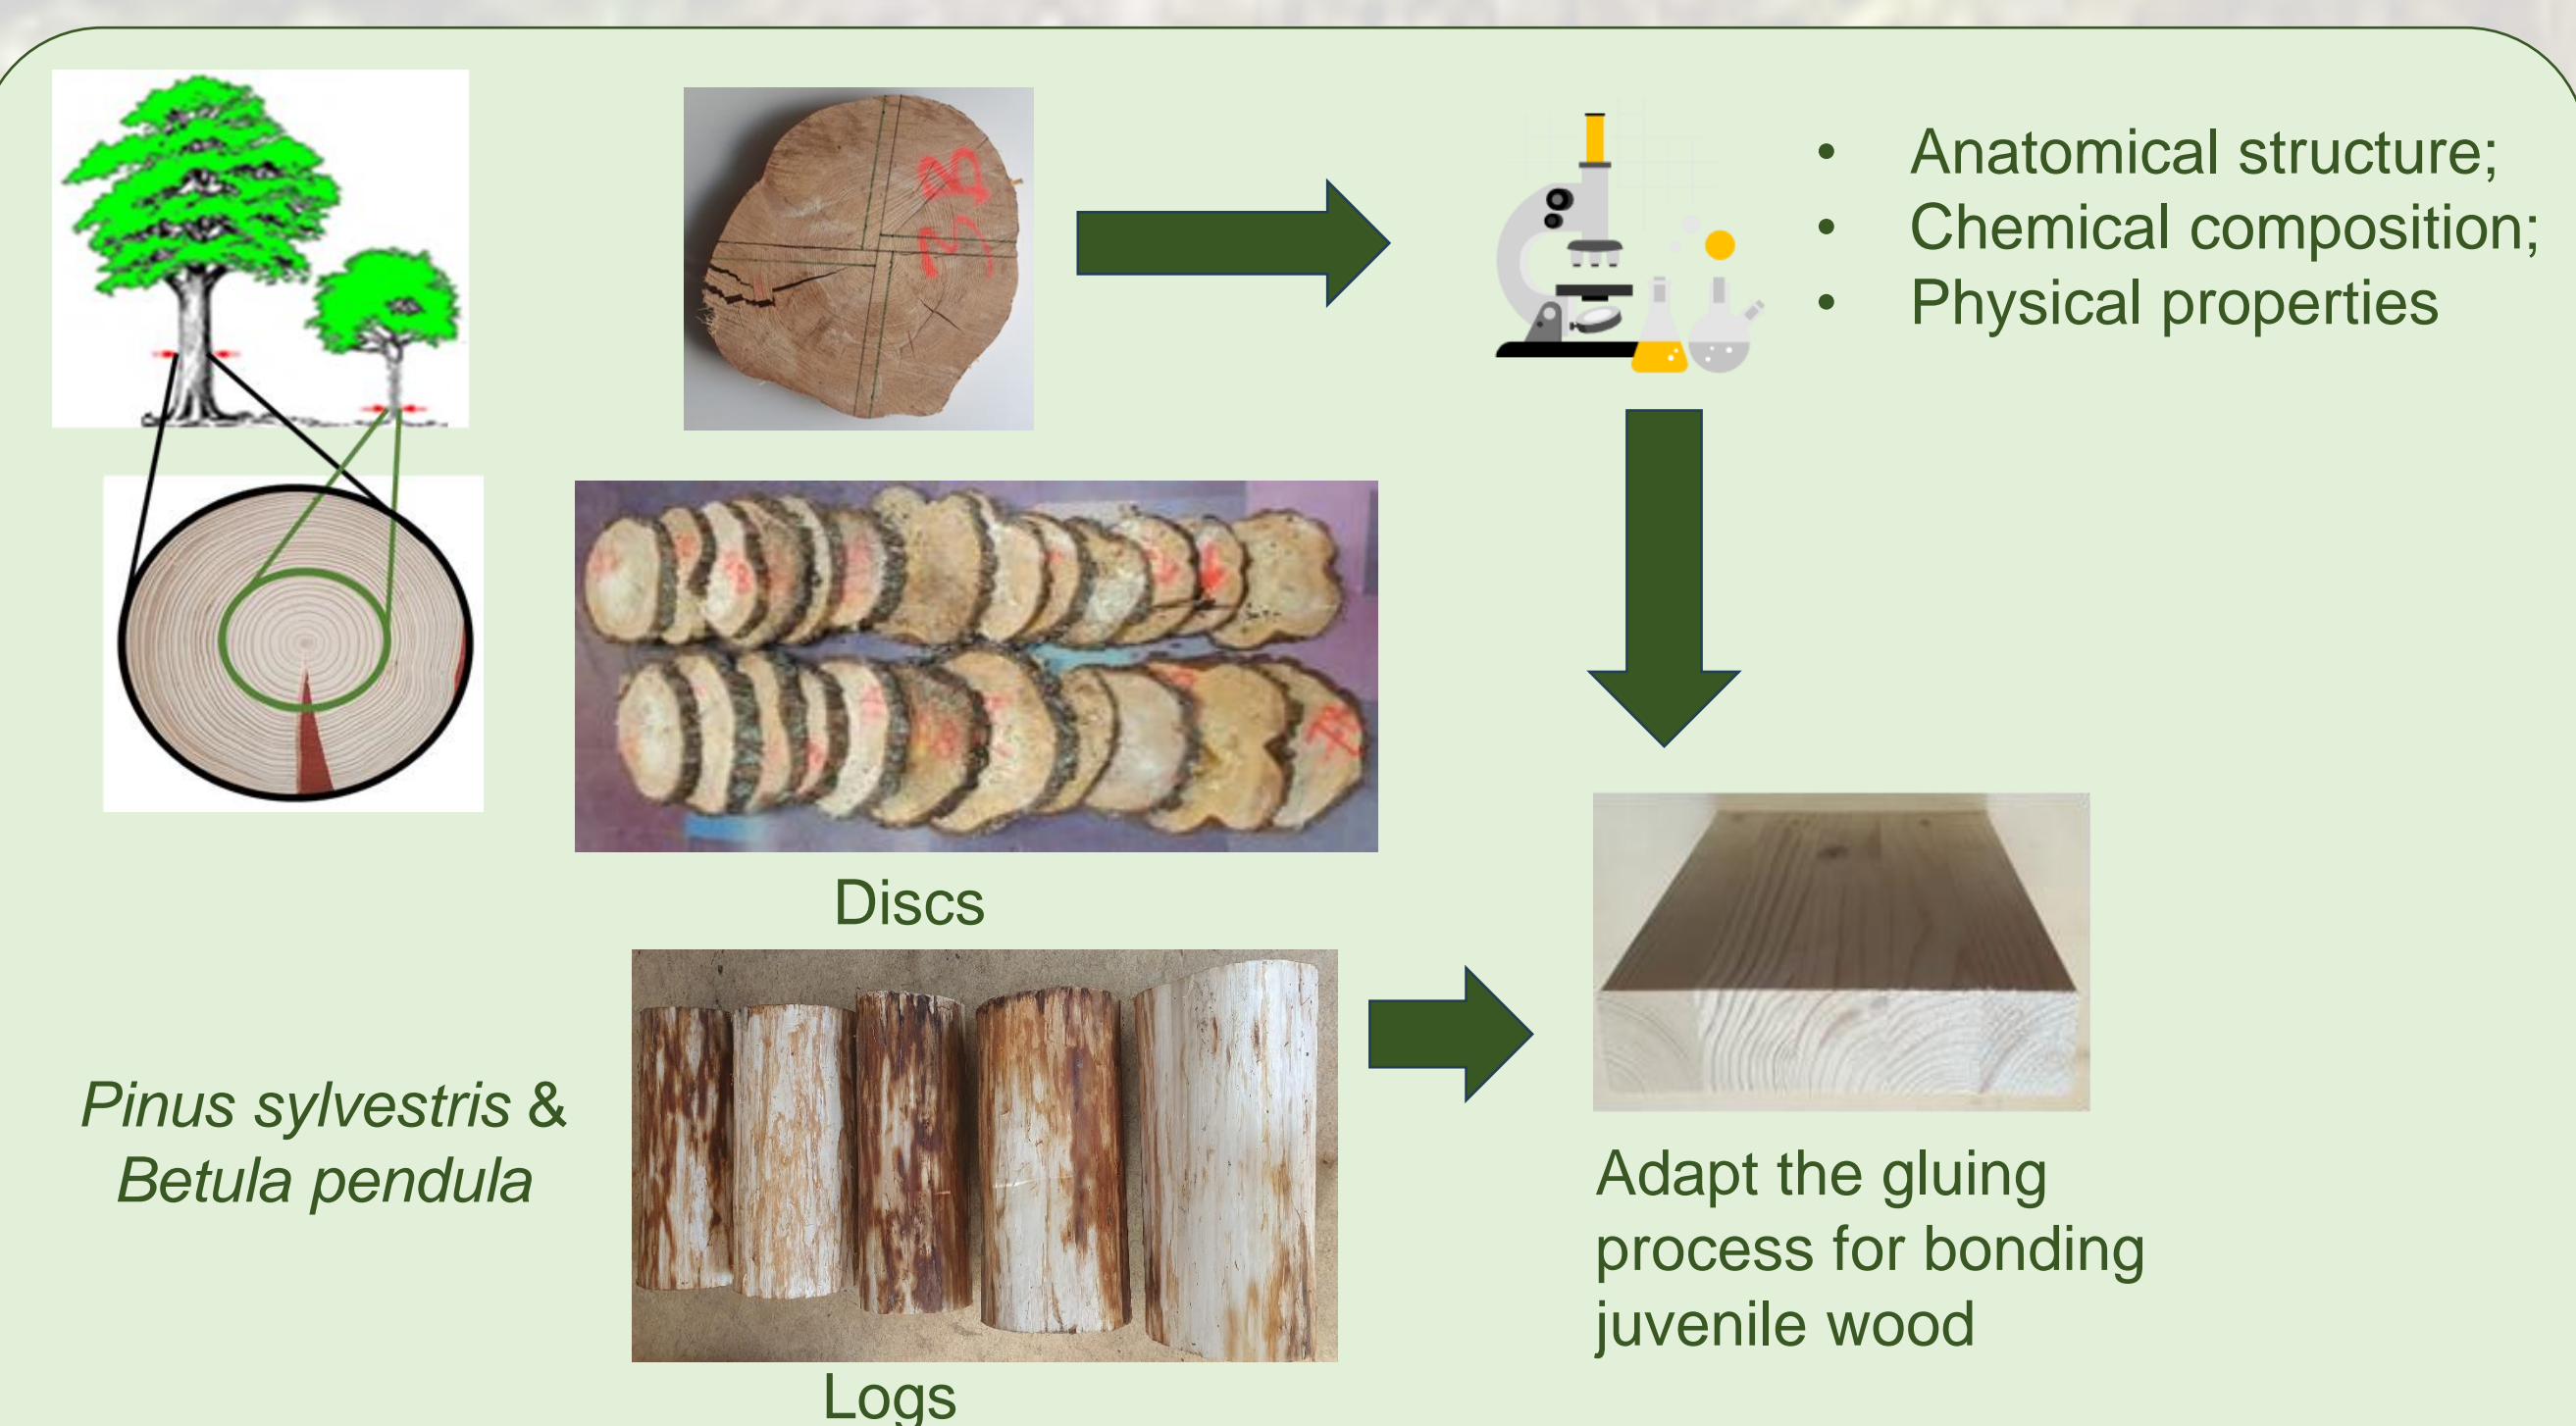 3B
• Anatomical structure;
• Chemical composition;
• Physical properties
Discs
Pinus sylvestris &
Betula pendula
Adapt the gluing
process for bonding
juvenile wood
Logs